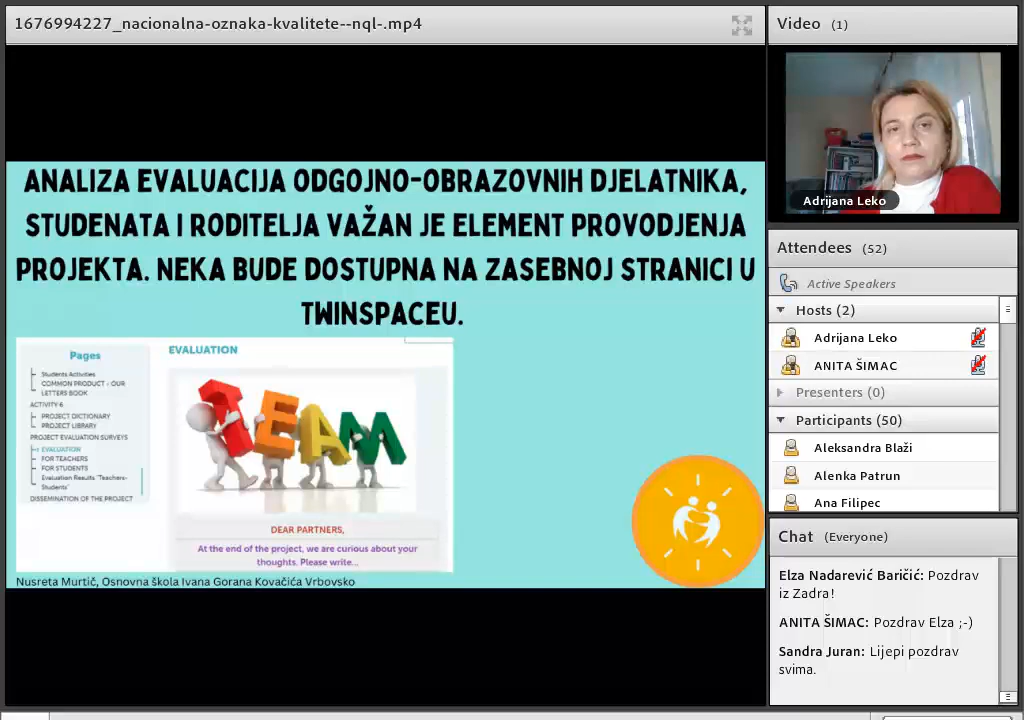 1676994227_nacionalna-oznaka-kvalitete--nql-.mp4
ANALIZA EVALUACIJA ODGOJNO-OBRAZOVNIH DJELATNIKA,
STUDENATA I RODITELJA VAŽAN JE ELEMENT PROVODJENJA
PROJEKTA. NEKA BUDE DOSTUPNA NA ZASEBNOJ STRANICI U
TWINSPACEU.
Pages
Students Activities
COMMON PRODUCT - OUR
LETTERS BOOK
ACTIVITY-6
PROJECT DICTIONARY
PROJECT LIBRARY
PROJECT EVALUATION SURVEYS
EVALUATION
FOR TEACHERS
FOR STUDENTS
Evaluation Results "Teachers-
Students"
DISSEMINATION OF THE PROJECT
EVALUATION
TEAM
DEAR PARTNERS,
At the end of the project, we are curious about your
thoughts. Please write...
Nusreta Murtič, Osnovna škola Ivana Gorana Kovačića Vrbovsko
Video (1)
Adrijana Leko
Attendees (52)
Active Speakers
Hosts (2)
Adrijana Leko
ANITA ŠIMAC
Presenters (0)
Participants (50)
Aleksandra Blaži
Alenka Patrun
Ana Filipec
Chat (Everyone)
Elza Nadarević Baričić: Pozdrav
iz Zadra!
ANITA ŠIMAC: Pozdrav Elza ;-)
Sandra Juran: Lijepi pozdrav
svima.